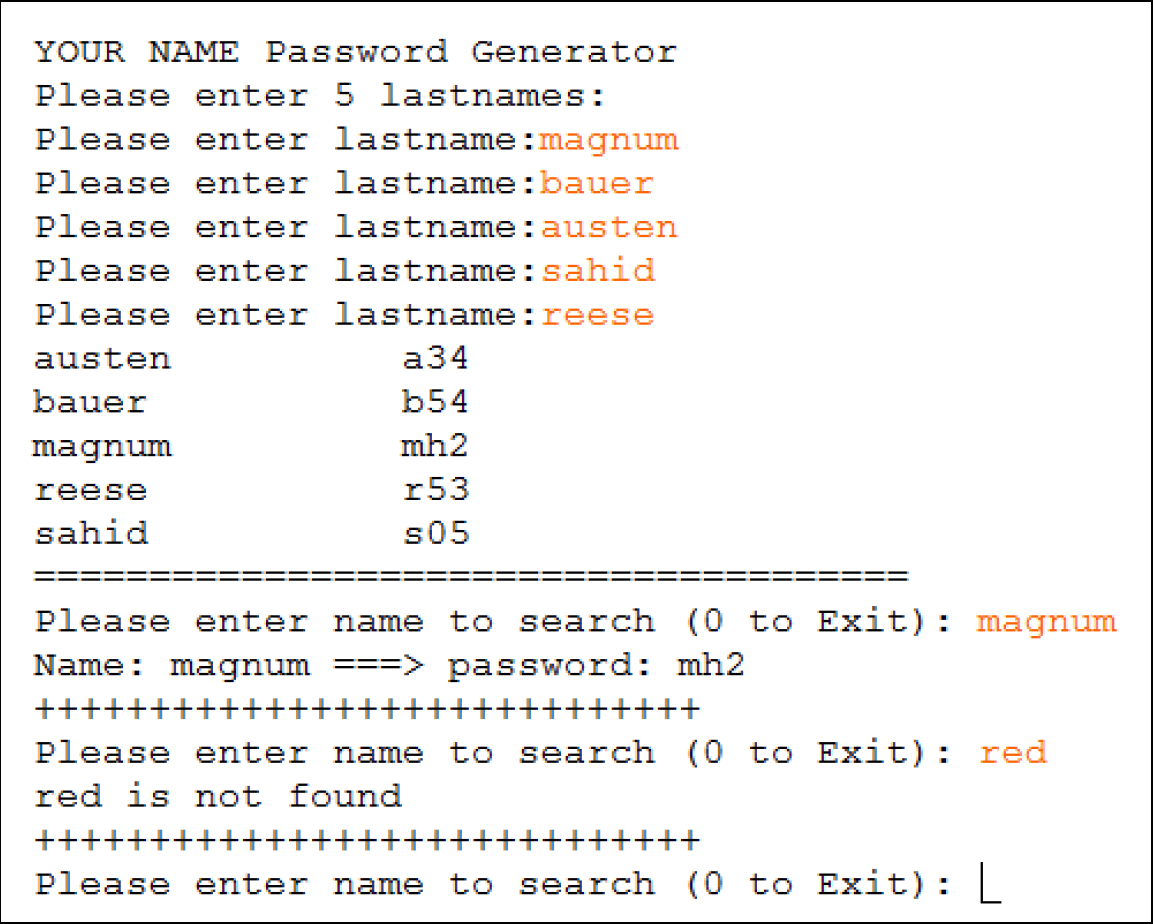 YOUR NAME Password Generator
Please enter 5 lastnames:
Please enter lastname:magnum
Please enter lastname:bauer
Please enter lastname:austen
Please enter lastname:sahid
Please enter lastname:reese
austen          a34
bauer           b54
magnum          mh2
reese           r53
sahid           s05
======================================
Please enter name to search (0 to Exit): magnum
Name: magnum ===> password: mh2
+++++++++++++++++++++++++++++
Please enter name to search (0 to Exit): red
red is not found
+++++++++++++++++++++++++++++
Please enter name to search (0 to Exit):